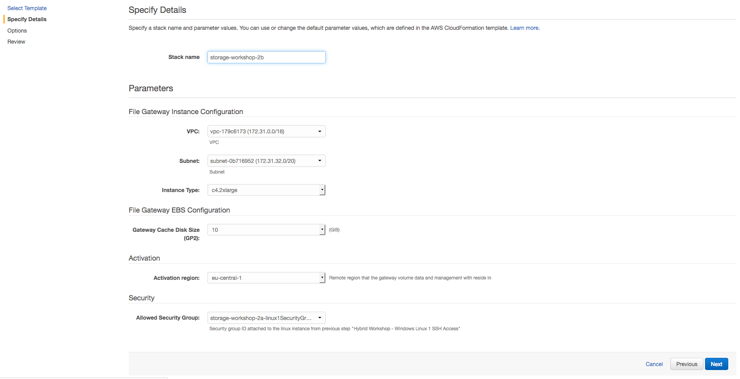 Select Template
Specify Details
Options
Review
Specify Details
Specify a stack name and parameter values. You can use or change the default parameter values, which are defined in the AWS CloudFormation template. Learn more.
Stack name storage-workshop-2b
Parameters
File Gateway Instance Configuration
VPC: vpc-179c6173 (172.31.0.0/16)
VPC
Subnet: subnet-0b716952 (172.31.32.0/20)
Subnet
Instance Type: c4.2xlarge
File Gateway EBS Configuration
Gateway Cache Disk Size 10 (GiB)
(GP2):
Activation
Activation region: eu-central-1 Remote region that the gateway volume data and management with reside in
Security
Allowed Security Group: storage-workshop-2a-linux1SecurityGr...
Security group ID attached to the linux instance from previous step "Hybrid Workshop - Windows Linux 1 SSH Access"
Cancel Previous Next